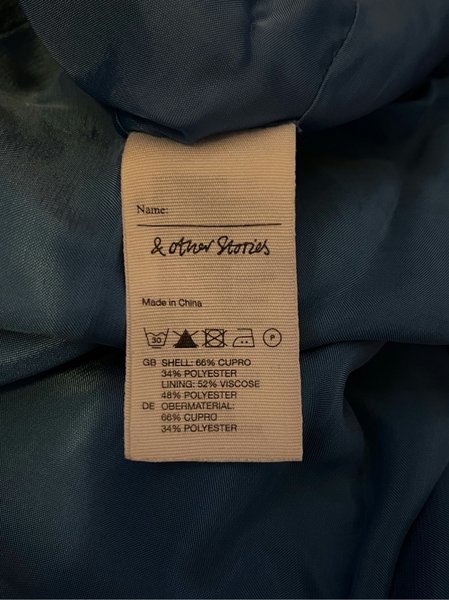 Name:
& other Stories
Made in China
30 P
GB SHELL: 66% CUPRO
34% POLYESTER
LINING: 52% VISCOSE
48% POLYESTER
DE OBERMATERIAL:
66% CUPRO
34% POLYESTER